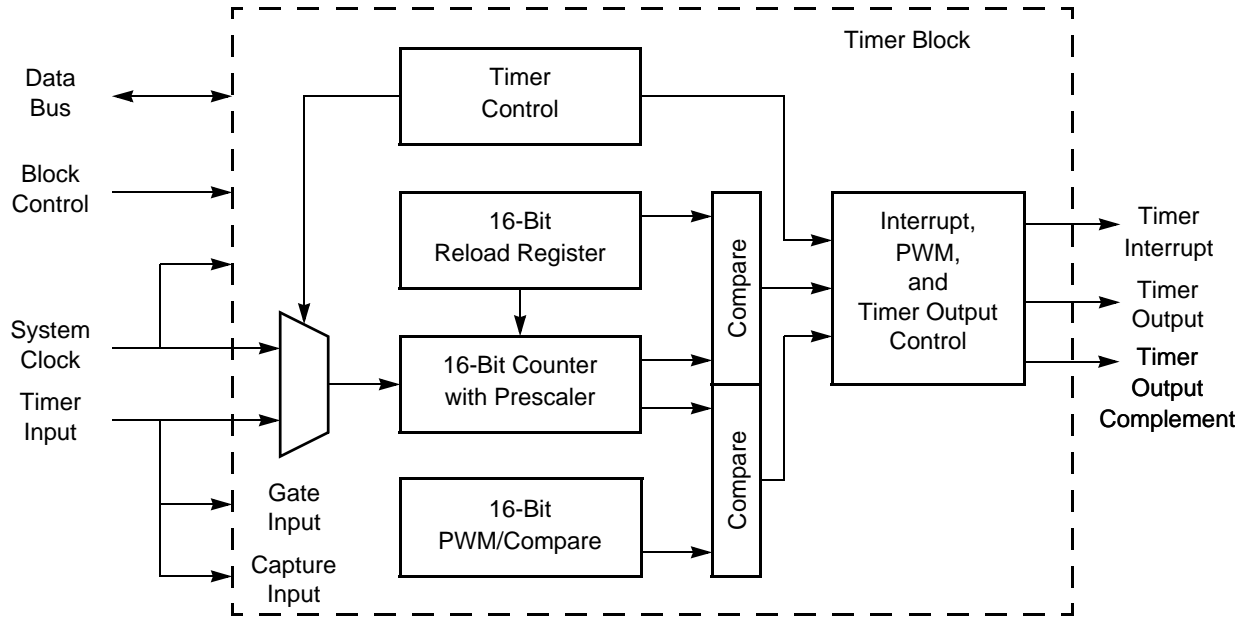 Timer Block
Data
Bus
Block
Control
System
Clock
Timer
Input
Gate
Input
Capture
Input
Timer
Control
16-Bit
Reload Register
16-Bit Counter
with Prescaler
16-Bit
PWM/Compare
Compare
Compare
Interrupt,
PWM,
and
Timer Output
Control
Timer
Interrupt
Timer
Output
Timer
Output
Complement